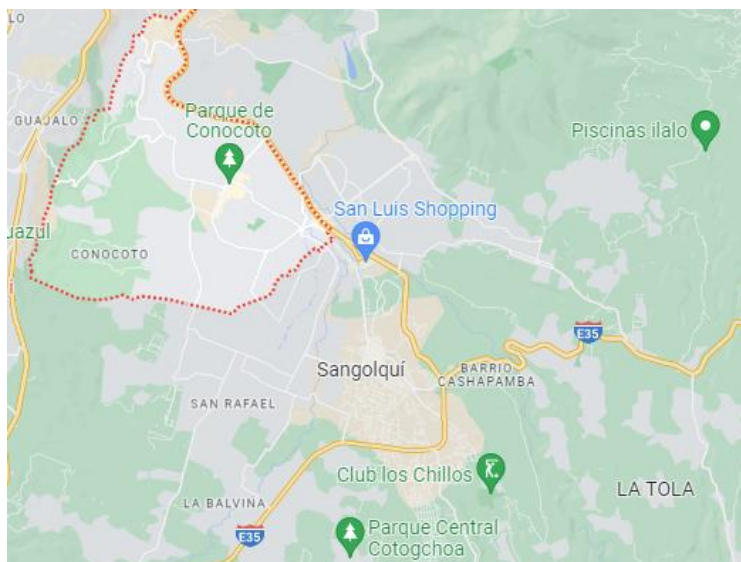 LO
GUAJALO
Parque de
Conocoto
Piscinas ilalo
San Luis Shopping
uazul
CONOCOTO
E35
Sangolquí
BARRIO
CASHAPAMBA
SAN RAFAEL
Club los Chillos
LA TOLA
LA BALVINA
E35
Parque Central
Cotogchoa